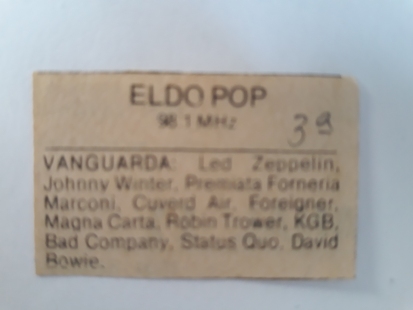 ELDO POP
98 1 MHz
3ª
VANGUARDA: Led Zeppelin,
Johnny Winter, Premiata Forneria
Marconi, Cuverd Air, Foreigner,
Magna Carta, Robin Trower, KGB,
Bad Company, Status Quo, David
Bowie.